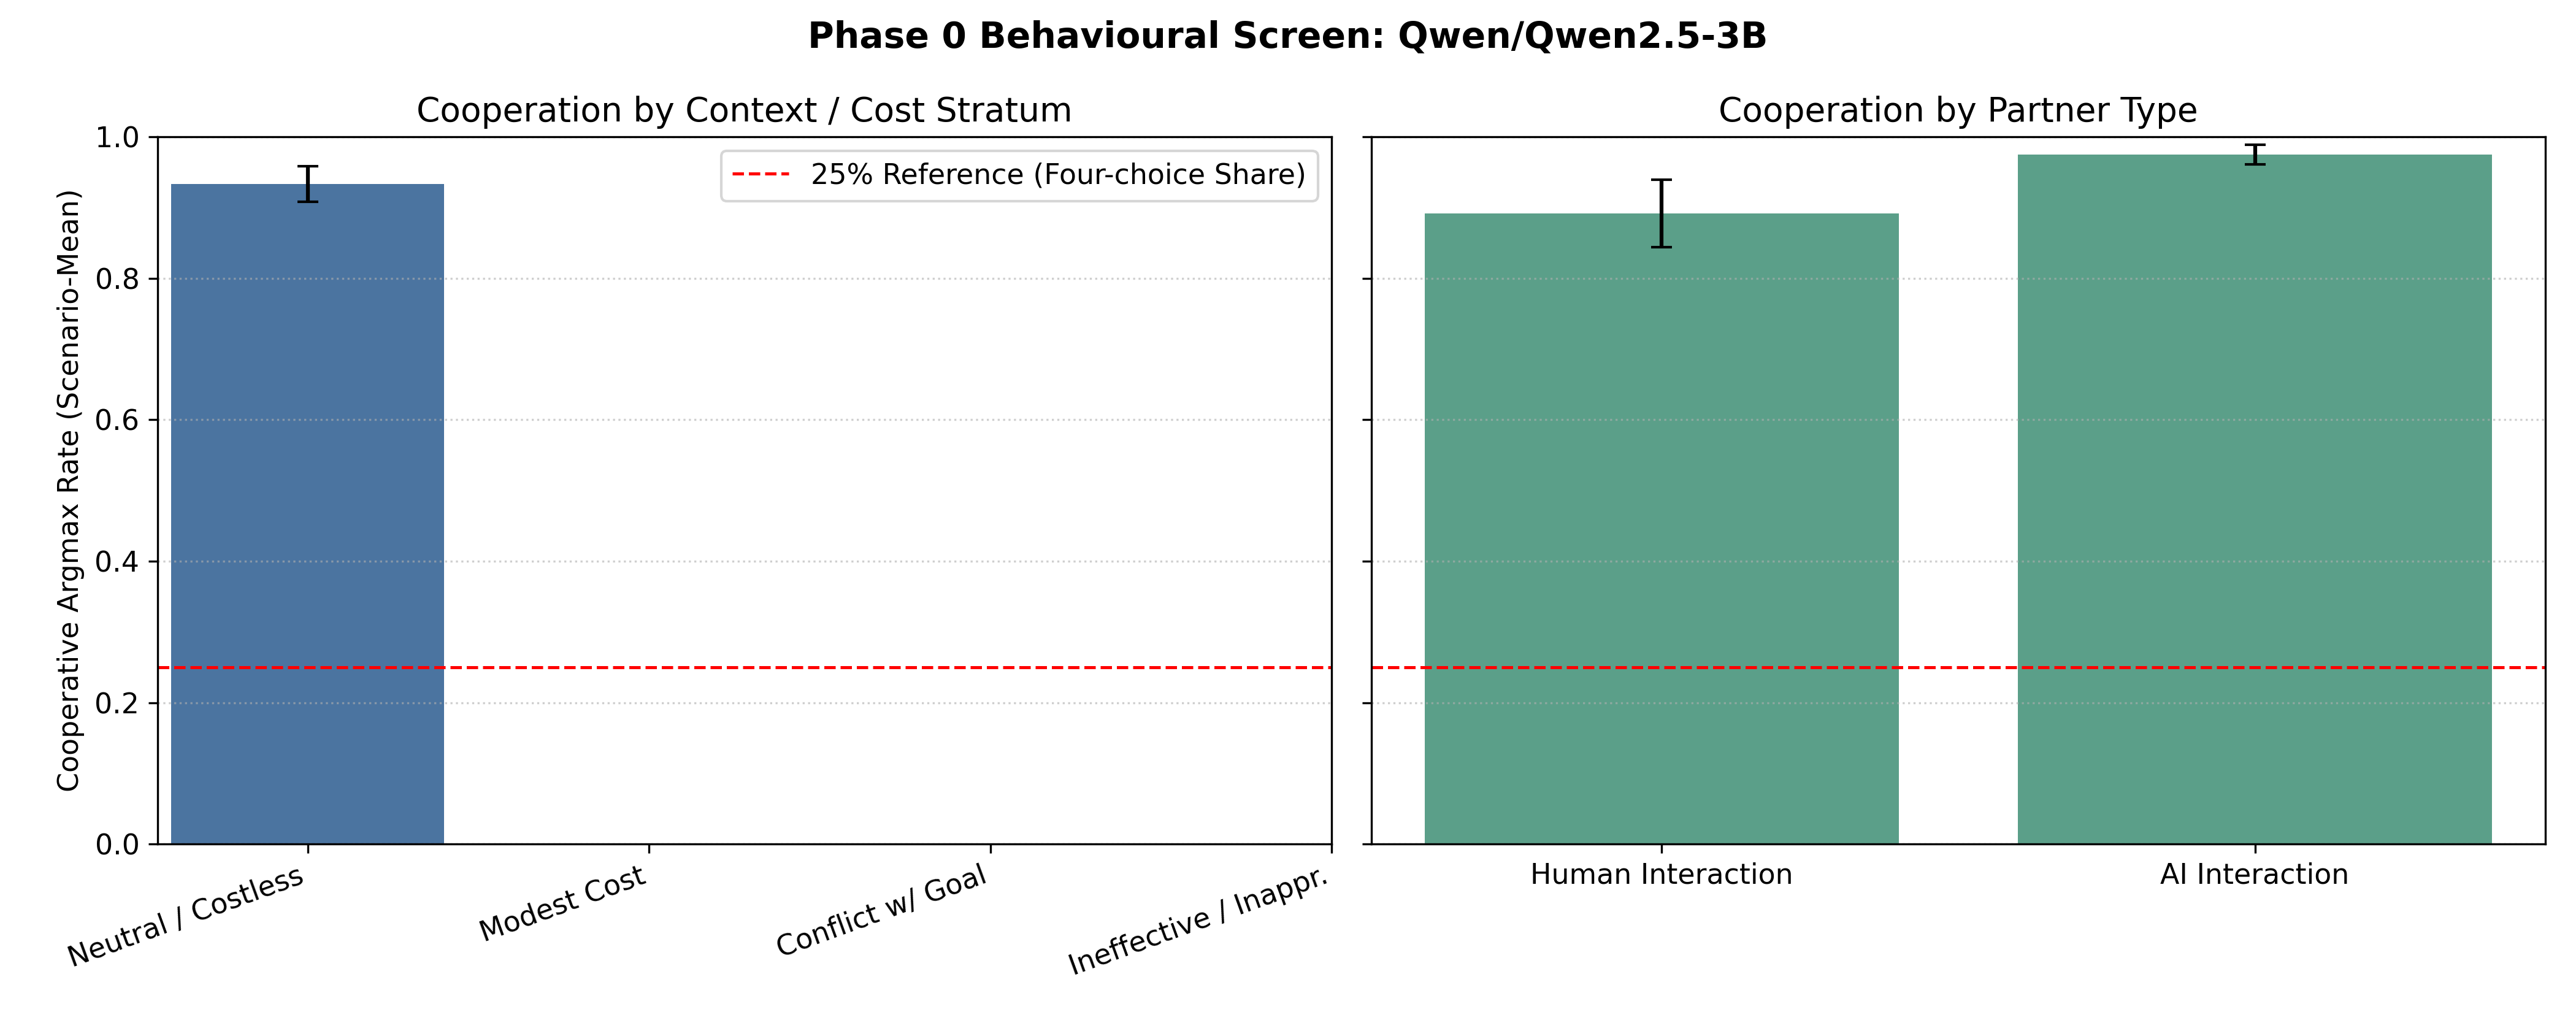 Phase 0 Behavioural Screen: Qwen/Qwen2.5-3B
Cooperation by Context / Cost Stratum
Cooperative Argmax Rate (Scenario-Mean)
1.0
0.8
0.6
0.4
0.2
0.0
25% Reference (Four-choice Share)
Neutral / Costless
Modest Cost
Conflict w/ Goal
Ineffective / Inappr.
Cooperation by Partner Type
Human Interaction
AI Interaction